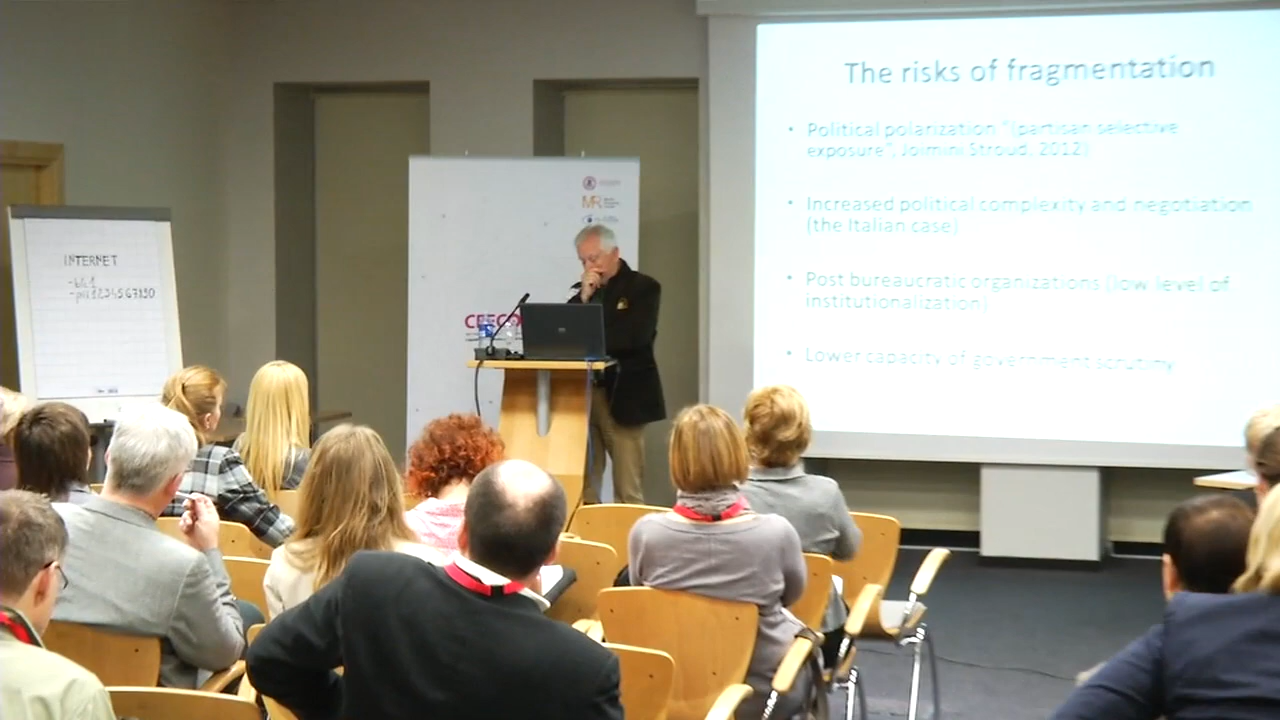 INTERNET
The risks of fragmentation
• Political polarization "(partisan selective
exposure", Jomini Stroud, 2012)
• Increased political complexity and negotiation
(the Italian case)
• Post bureaucratic organizations (low level of
institutionalization)
• Lower capacity of government scrutiny
MR